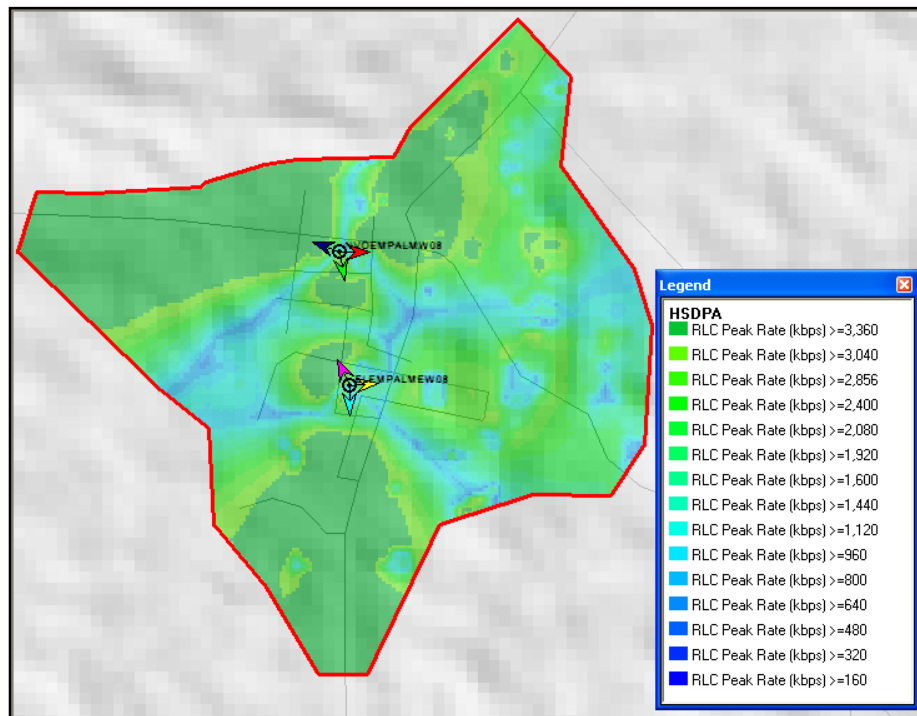 Legend
HSDPA
RLC Peak Rate (kbps) >=3,360
RLC Peak Rate (kbps) >=3,040
RLC Peak Rate (kbps) >=2,856
RLC Peak Rate (kbps) >=2,400
RLC Peak Rate (kbps) >=2,080
RLC Peak Rate (kbps) >=1,920
RLC Peak Rate (kbps) >=1,600
RLC Peak Rate (kbps) >=1,440
RLC Peak Rate (kbps) >=1,120
RLC Peak Rate (kbps) >=960
RLC Peak Rate (kbps) >=800
RLC Peak Rate (kbps) >=640
RLC Peak Rate (kbps) >=480
RLC Peak Rate (kbps) >=320
RLC Peak Rate (kbps) >=160